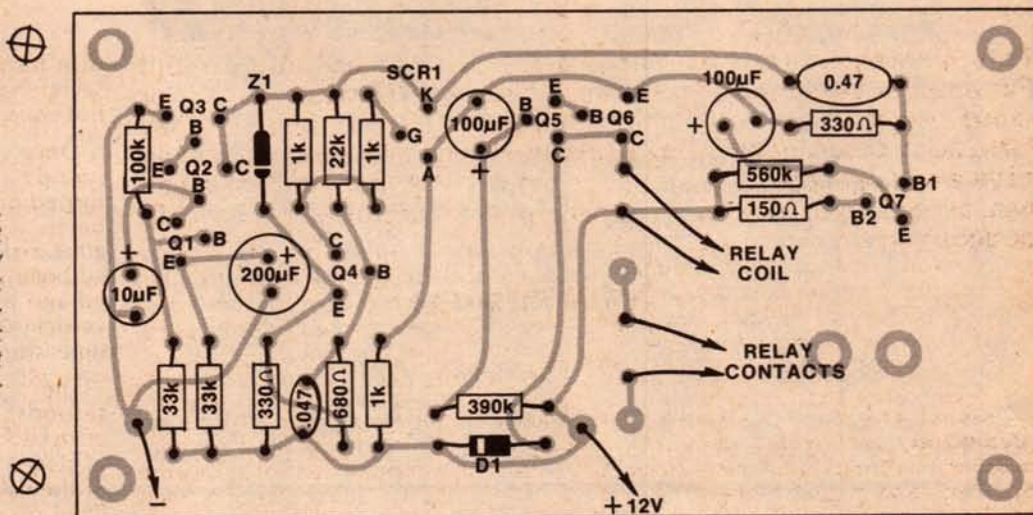 Z1
SCR1
K
100μF
0.47
E Q3 C
B
100k
Q2
E
C
B
C
Q1 B
E
1k
22k
1k
G
A
100μF
+
E
B Q5
B Q6
E
C
C
+
330Ω
560k
150Ω
B1
Q7
B2
E
+
10μF
+
200μF
C
Q4 B
E
RELAY
COIL
RELAY
CONTACTS
33k
33k
330Ω
.047
680Ω
1k
390k
D1
–
+12V